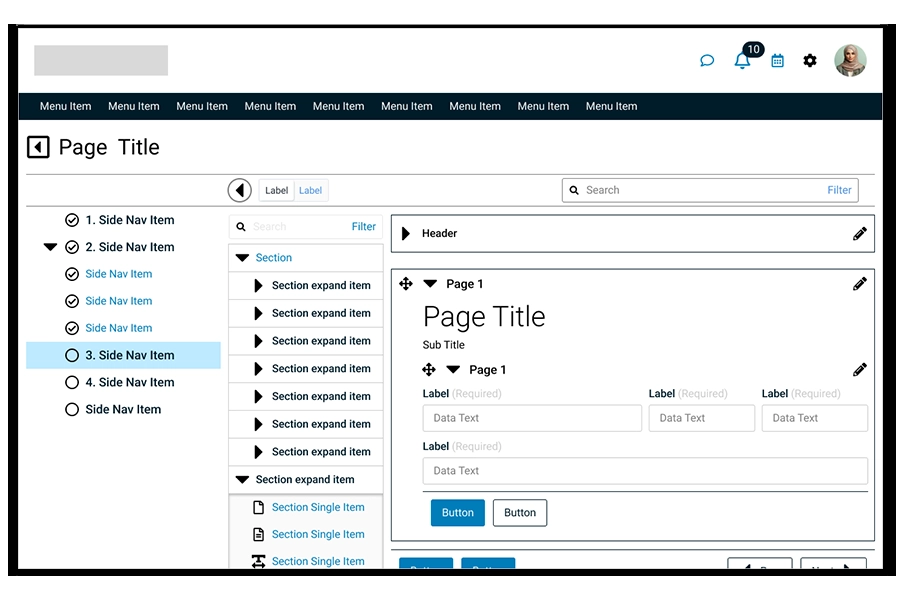 10
Menu Item Menu Item Menu Item Menu Item Menu Item Menu Item Menu Item Menu Item Menu Item
Page Title
Label Label
Search Filter
1. Side Nav Item
2. Side Nav Item
Side Nav Item
Side Nav Item
Side Nav Item
3. Side Nav Item
4. Side Nav Item
Side Nav Item
Search Filter
Section
Section expand item
Section expand item
Section expand item
Section expand item
Section expand item
Section expand item
Section expand item
Section expand item
Section Single Item
Section Single Item
Section Single Item
Header
Page 1
Page Title
Sub Title
Page 1
Label (Required) Label (Required) Label (Required)
Data Text Data Text Data Text
Label (Required)
Data Text
Button Button